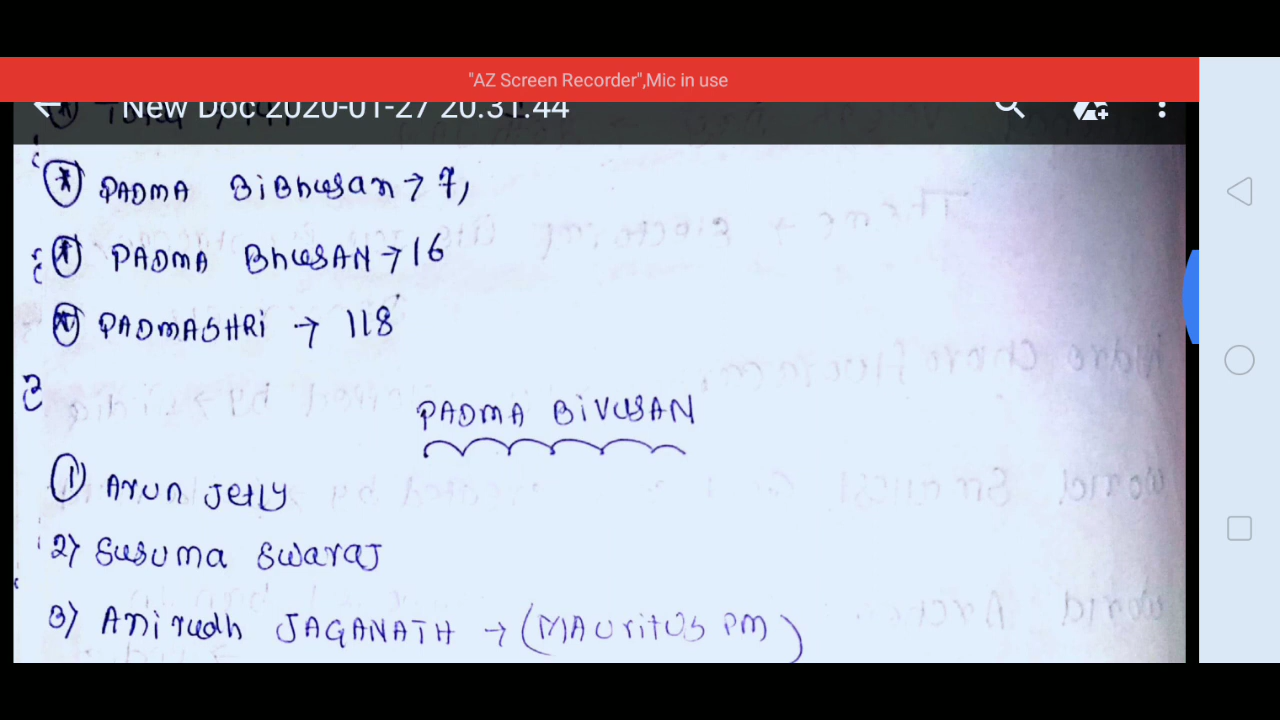 "AZ Screen Recorder",Mic in use
New Doc 2020-01-27 20.31.44
PADMA BiBhusan → 7,
PADMA BhusAN → 16
PADMASHRi → 118
PADMA BiVUSAN
1 Arun Jetly
2) Susuma Swaraj
3) Anirudh JAGANATH → (MAuritus PM)